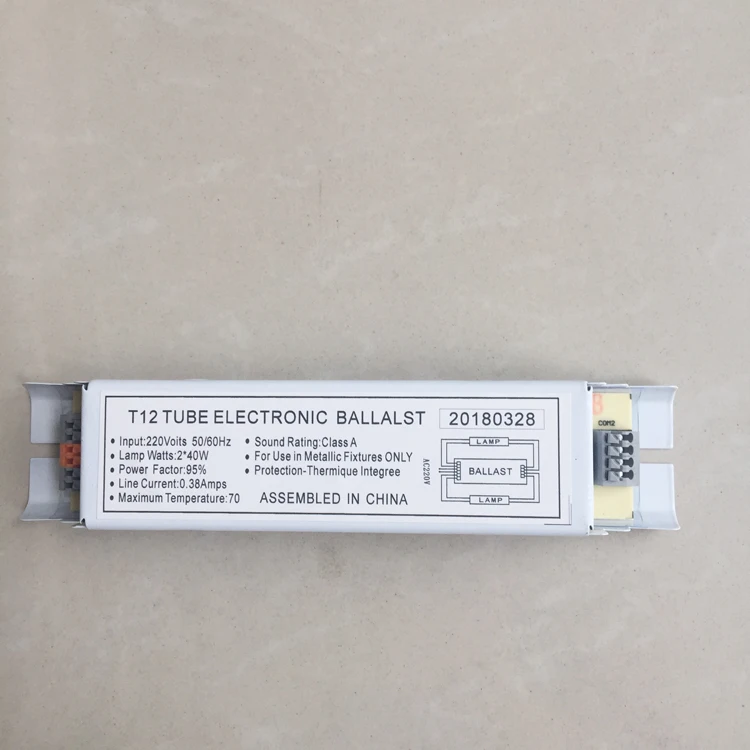 T12 TUBE ELECTRONIC BALLALST 20180328
• Input:220Voits 50/60Hz
• Lamp Watts:2*40W
• Power Factor:95%
• Line Current:0.38Amps
• Maximum Temperature:70
• Sound Rating:Class A
• For Use in Metallic Fixtures ONLY
• Protection-Thermique Integree
ASSEMBLED IN CHINA
LAMP
AC220V
BALLAST
LAMP
COM2